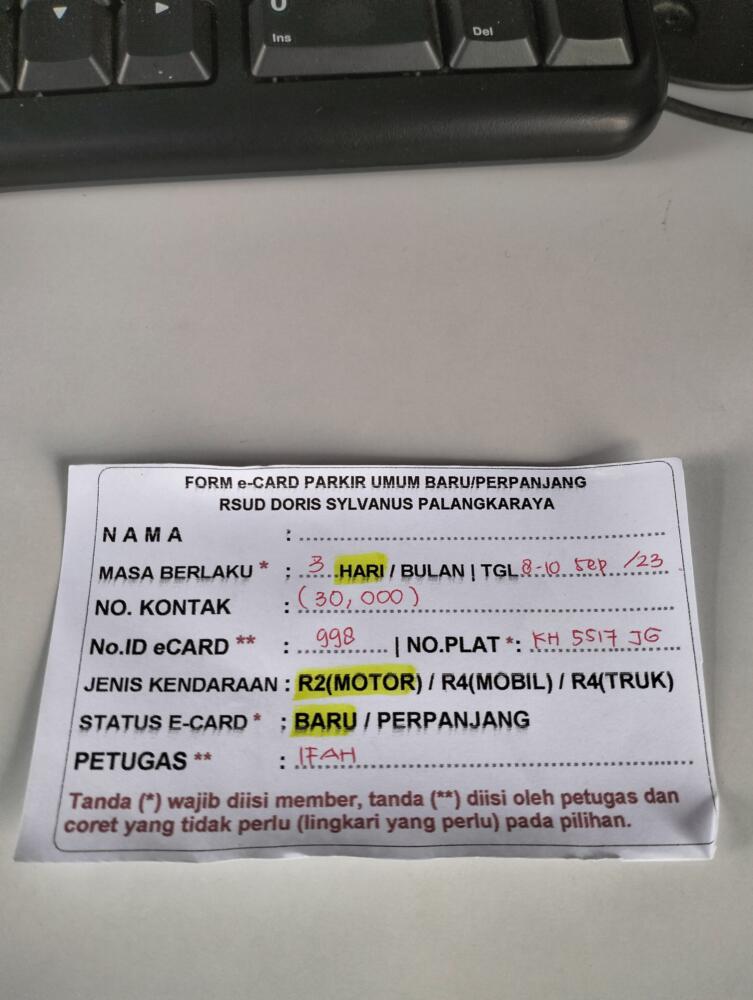 0
Ins
Del
FORM e-CARD PARKIR UMUM BARU/PERPANJANG
RSUD DORIS SYLVANUS PALANGKARAYA
NAMA :
MASA BERLAKU * : 3 HARI / BULAN | TGL 8-10 Sep /23
NO. KONTAK : (30,000)
No.ID eCARD ** : 998 | NO.PLAT *: KH 5517 JG
JENIS KENDARAAN : R2(MOTOR) / R4(MOBIL) / R4(TRUK)
STATUS E-CARD * : BARU / PERPANJANG
PETUGAS ** : IFAH
Tanda (*) wajib diisi member, tanda (**) diisi oleh petugas dan
coret yang tidak perlu (lingkari yang perlu) pada pilihan.